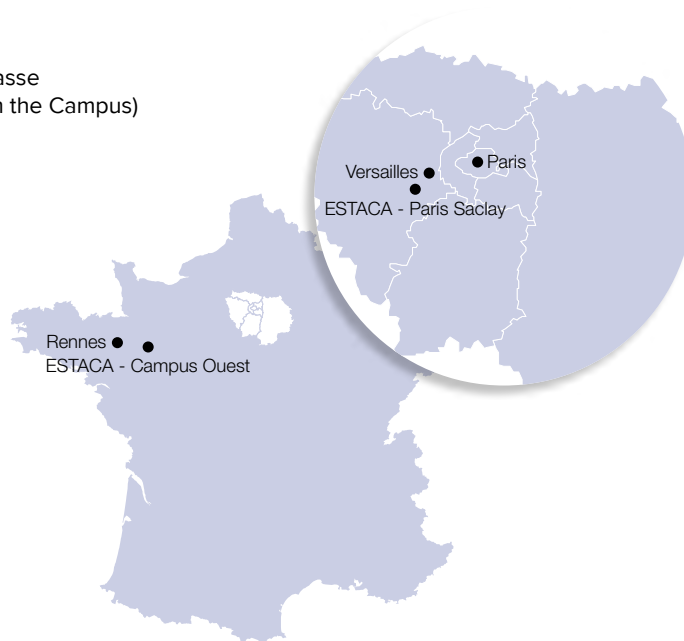 asse
n the Campus)
Paris
Versailles
ESTACA - Paris Saclay
Rennes
ESTACA - Campus Ouest